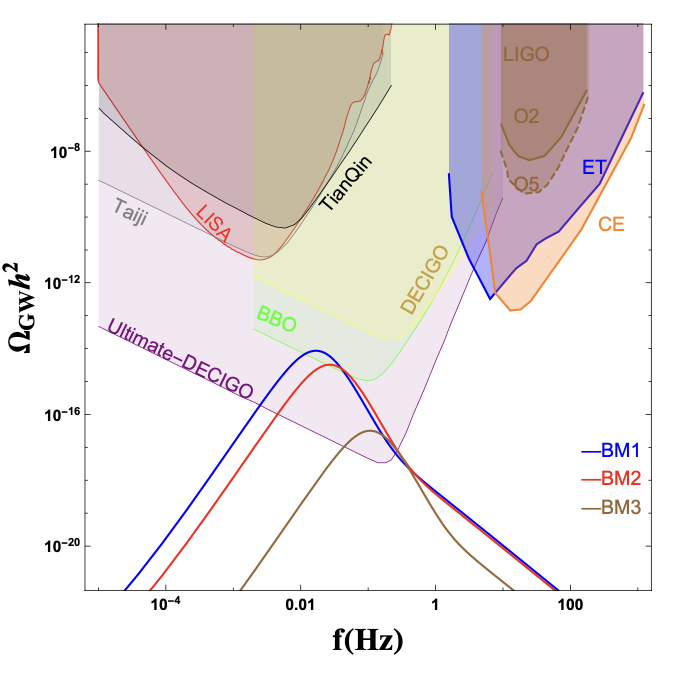 LIGO
O2
O5
ET
CE
TianQin
Taiji
LISA
DECIGO
BBO
Ultimate−DECIGO
BM1
BM2
BM3
10⁻⁸
10⁻¹²
10⁻¹⁶
10⁻²⁰
Ω_GW h²
10⁻⁴
0.01
1
100
f(Hz)